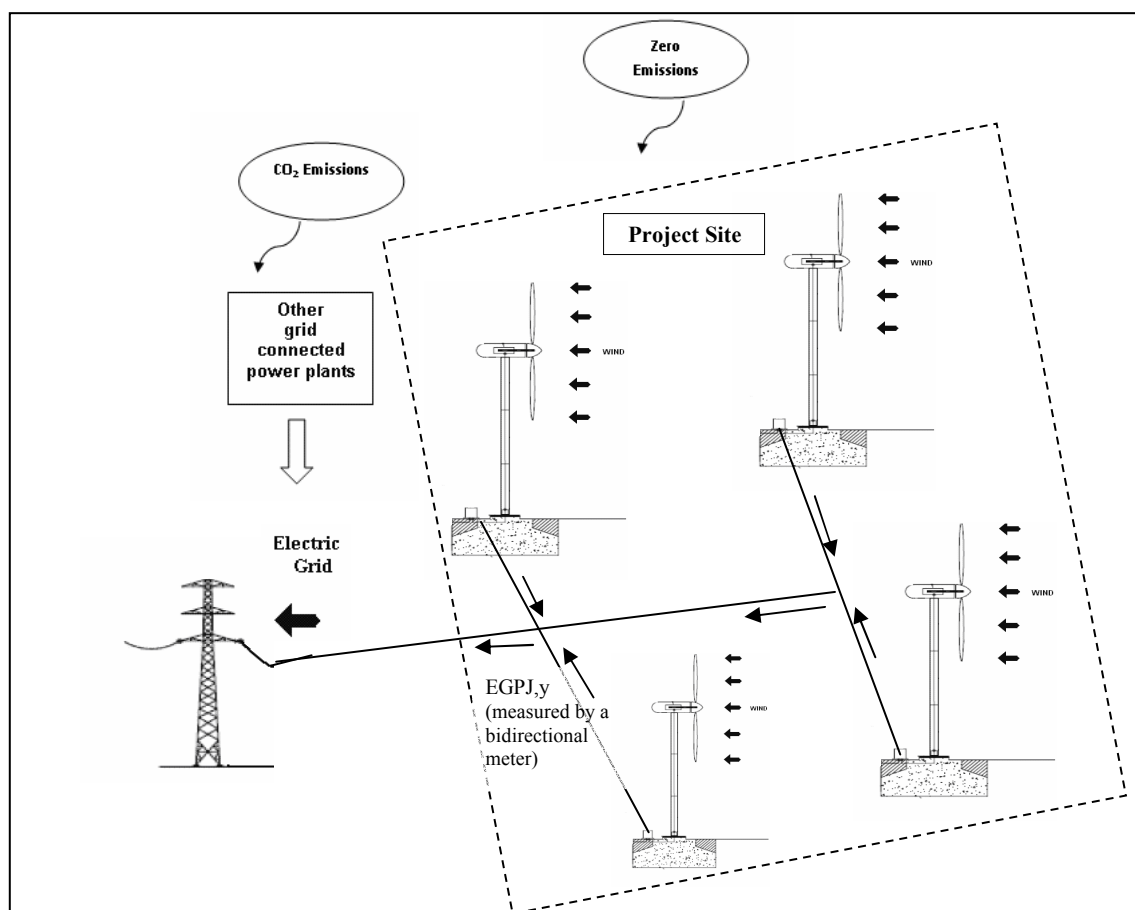 Zero
Emissions
CO₂ Emissions
Project Site
WIND
Other
grid
connected
power plants
WIND
Electric
Grid
WIND
EGPJ,y
(measured by a
bidirectional
meter)
WIND